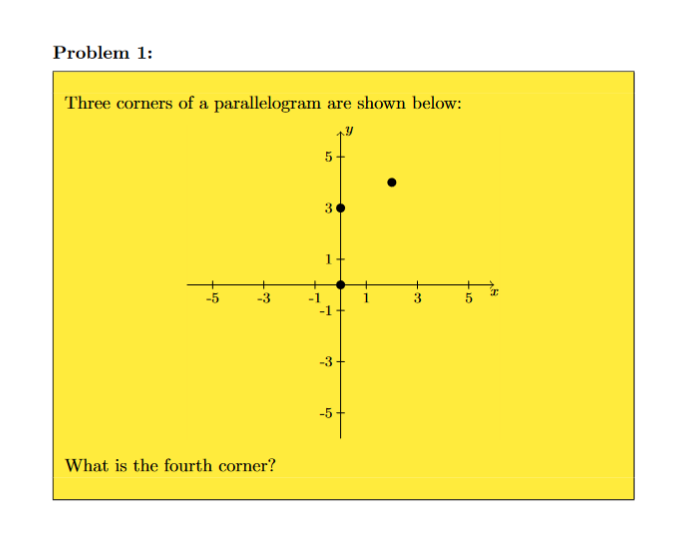 Problem 1:
Three corners of a parallelogram are shown below:
y
5
3
1
-5 -3 -1 1 3 5 x
-1
-3
-5
What is the fourth corner?